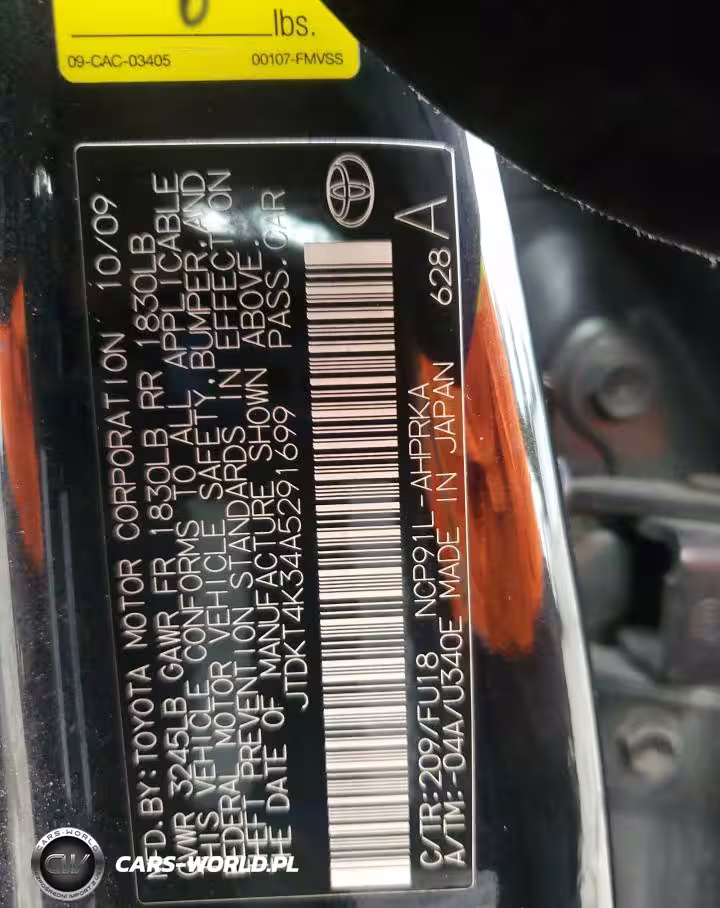 lbs.
09-CAC-03405 00107-FMVSS
MFD. BY: TOYOTA MOTOR CORPORATION 10/09
GVWR 3245LB GAWR FR 1830LB RR 1830LB
THIS VEHICLE CONFORMS TO ALL APPLICABLE
FEDERAL MOTOR VEHICLE SAFETY, BUMPER, AND
THEFT PREVENTION STANDARDS IN EFFECT ON
THE DATE OF MANUFACTURE SHOWN ABOVE.
JTDKT4K34A5291699 PASS. CAR
C/TR: 209/FU18 NCP91L-AHPRKA
A/TM: -04A/U340E MADE IN JAPAN 628 A
CARS-WORLD
CW
CARS-WORLD.PL